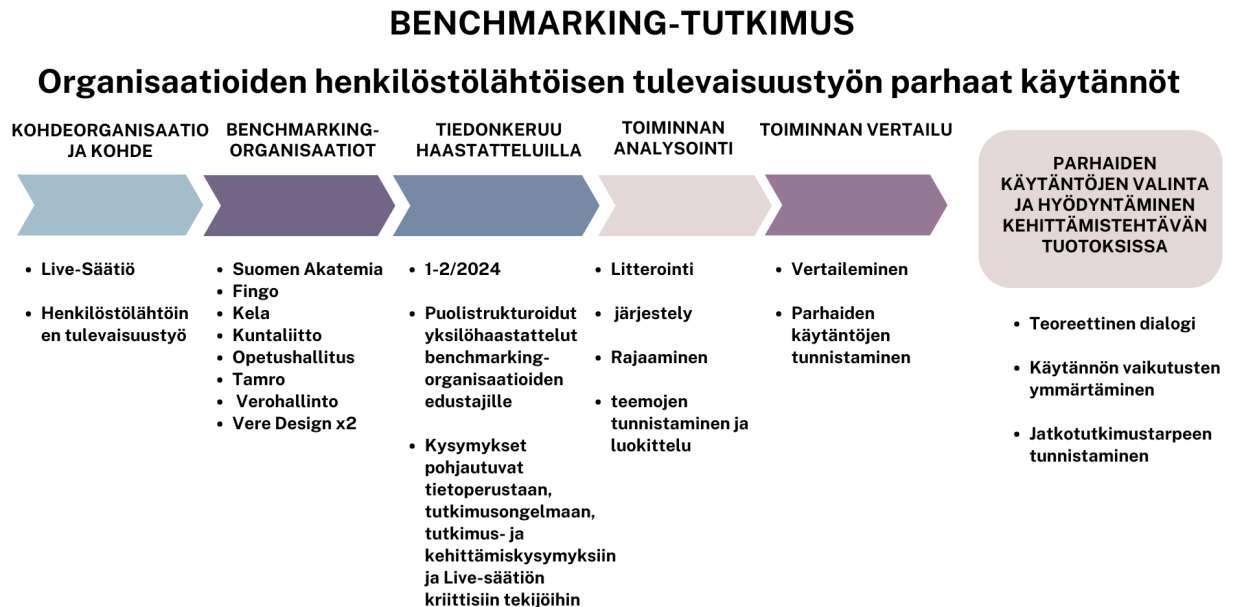 BENCHMARKING-TUTKIMUS
Organisaatioiden henkilöstölähtöisen tulevaisuustyön parhaat käytännöt
KOHDEORGANISAATIO
JA KOHDE
• Live-Säätiö
• Henkilöstölähtöin
en tulevaisuustyö
BENCHMARKING-
ORGANISAATIOT
• Suomen Akatemia
• Fingo
• Kela
• Kuntaliitto
• Opetushallitus
• Tamro
• Verohallinto
• Vere Design x2
TIEDONKERUU
HAASTATTELUILLA
• 1-2/2024
• Puolistrukturoidut
yksilöhaastattelut
benchmarking-
organisaatioiden
edustajille
• Kysymykset
pohjautuvat
tietoperustaan,
tutkimusongelmaan,
tutkimus- ja
kehittämiskysymyksiin
ja Live-säätiön
kriittisiin tekijöihin
TOIMINNAN
ANALYSOINTI
• Litterointi
• järjestely
• Rajaaminen
• teemojen
tunnistaminen ja
luokittelu
TOIMINNAN VERTAILU
• Vertaileminen
• Parhaiden
käytäntöjen
tunnistaminen
PARHAIDEN
KÄYTÄNTÖJEN VALINTA
JA HYÖDYNTÄMINEN
KEHITTÄMISTEHTÄVÄN
TUOTOKSISSA
• Teoreettinen dialogi
• Käytännön vaikutusten
ymmärtäminen
• Jatkotutkimustarpeen
tunnistaminen